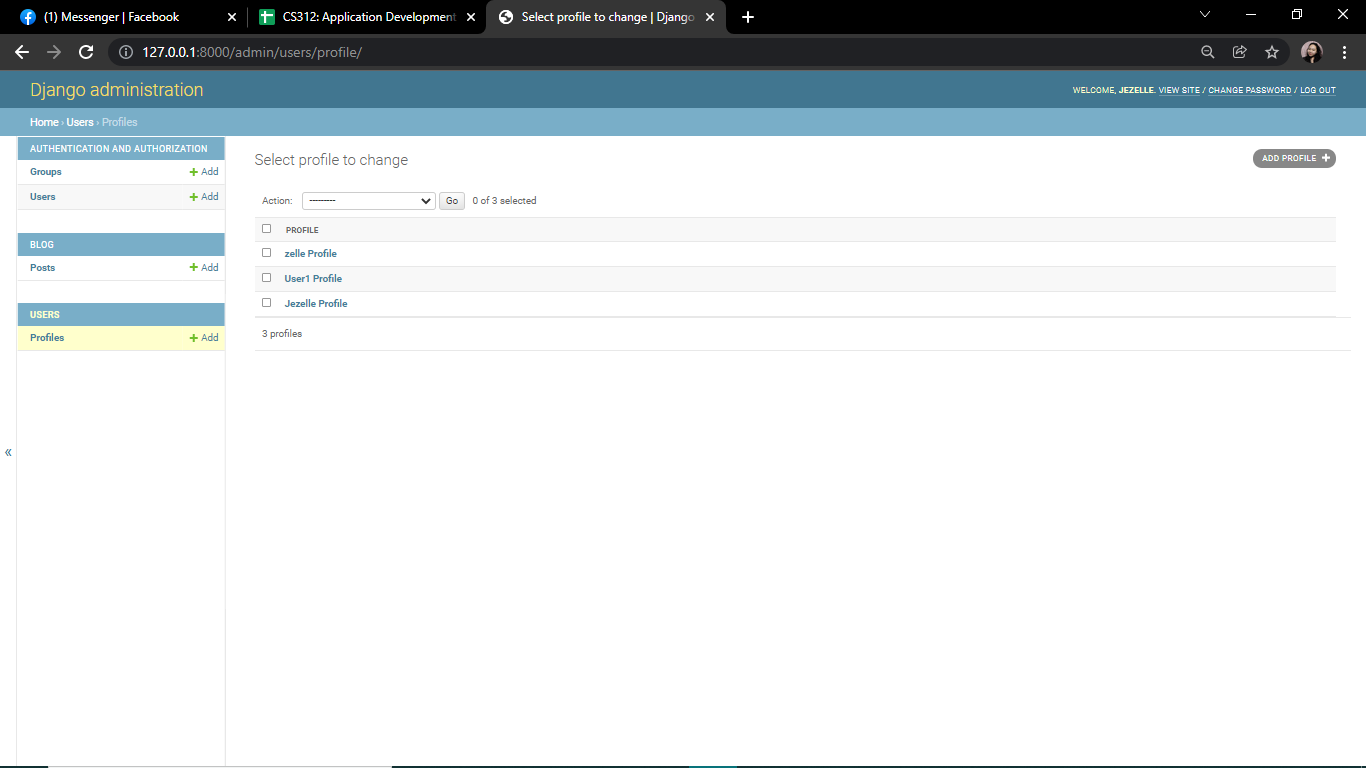 (1) Messenger | Facebook
CS312: Application Development
Select profile to change | Django
127.0.0.1:8000/admin/users/profile/
Django administration
WELCOME, JEZELLE. VIEW SITE / CHANGE PASSWORD / LOG OUT
Home › Users › Profiles
AUTHENTICATION AND AUTHORIZATION
Groups + Add
Users + Add
BLOG
Posts + Add
USERS
Profiles + Add
«
Select profile to change
ADD PROFILE +
Action: --------- Go 0 of 3 selected
PROFILE
zelle Profile
User1 Profile
Jezelle Profile
3 profiles